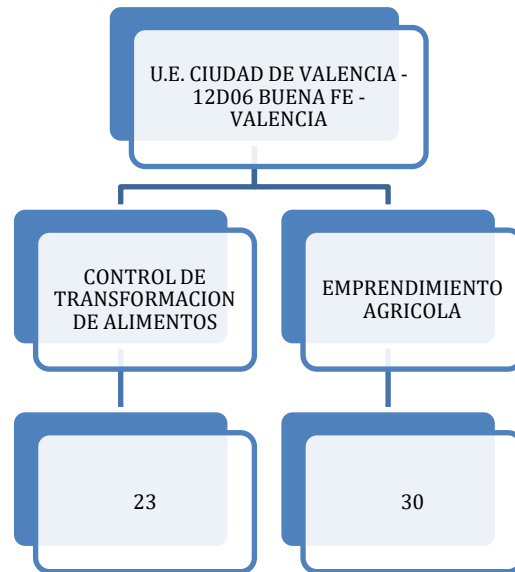 U.E. CIUDAD DE VALENCIA -
12D06 BUENA FE -
VALENCIA
CONTROL DE
TRANSFORMACION
DE ALIMENTOS
EMPRENDIMIENTO
AGRICOLA
23
30